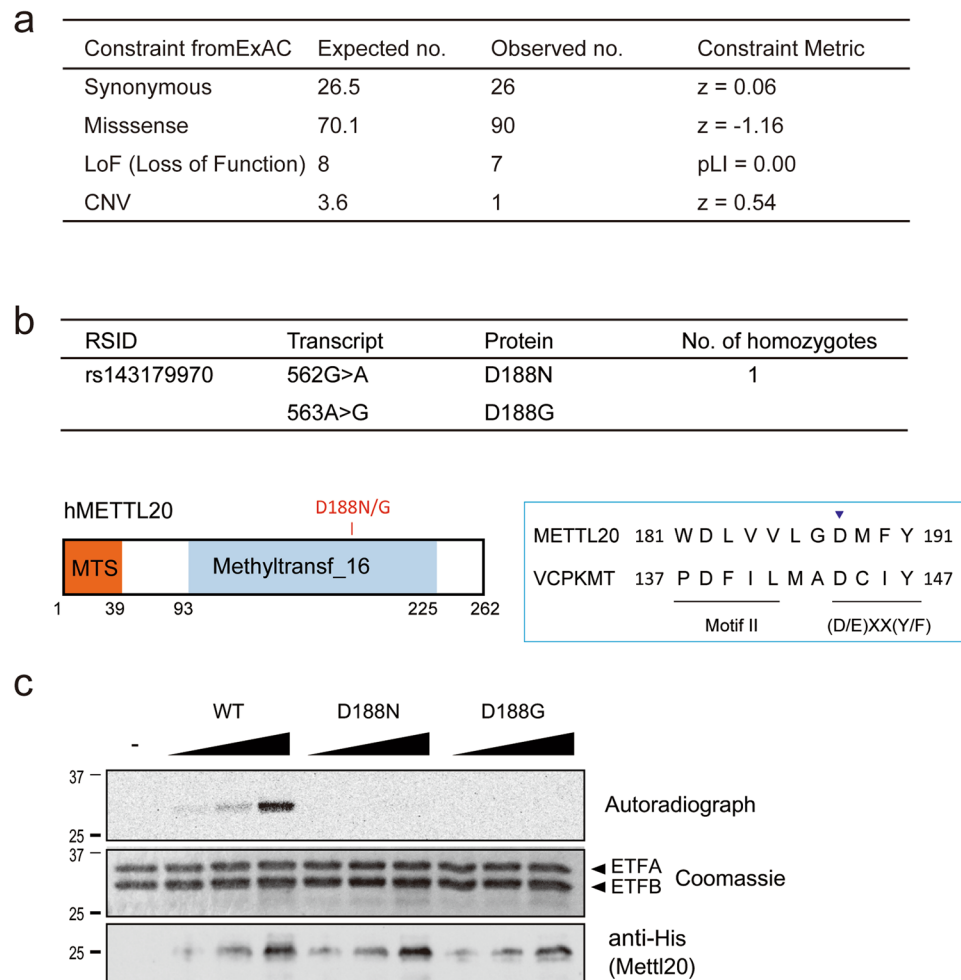 a
Constraint fromExAC Expected no. Observed no. Constraint Metric
Synonymous 26.5 26 z = 0.06
Misssense 70.1 90 z = -1.16
LoF (Loss of Function) 8 7 pLI = 0.00
CNV 3.6 1 z = 0.54
b
RSID Transcript Protein No. of homozygotes
rs143179970 562G>A D188N 1
563A>G D188G
hMETTL20 D188N/G
MTS Methyltransf_16
1 39 93 225 262
METTL20 181 W D L V V L G D M F Y 191
VCPKMT 137 P D F I L M A D C I Y 147
Motif II (D/E)XX(Y/F)
c
WT D188N D188G
-
37
Autoradiograph
25
37
ETFA
ETFB Coomassie
25
anti-His
25
(Mettl20)